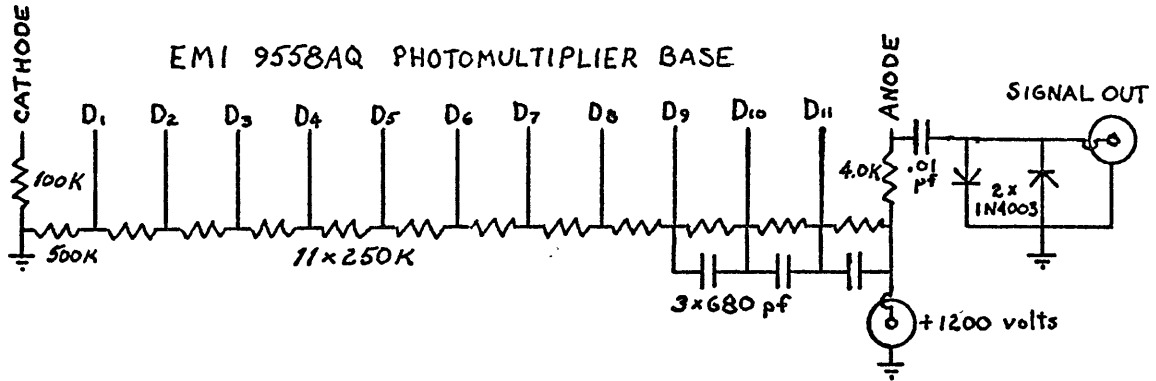 EMI 9558AQ PHOTOMULTIPLIER BASE
CATHODE
D1 D2 D3 D4 D5 D6 D7 D8 D9 D10 D11
ANODE
SIGNAL OUT
100K
500K
11×250K
3×680 pf
4.0K
.01
pf
2×
1N4003
+1200 volts